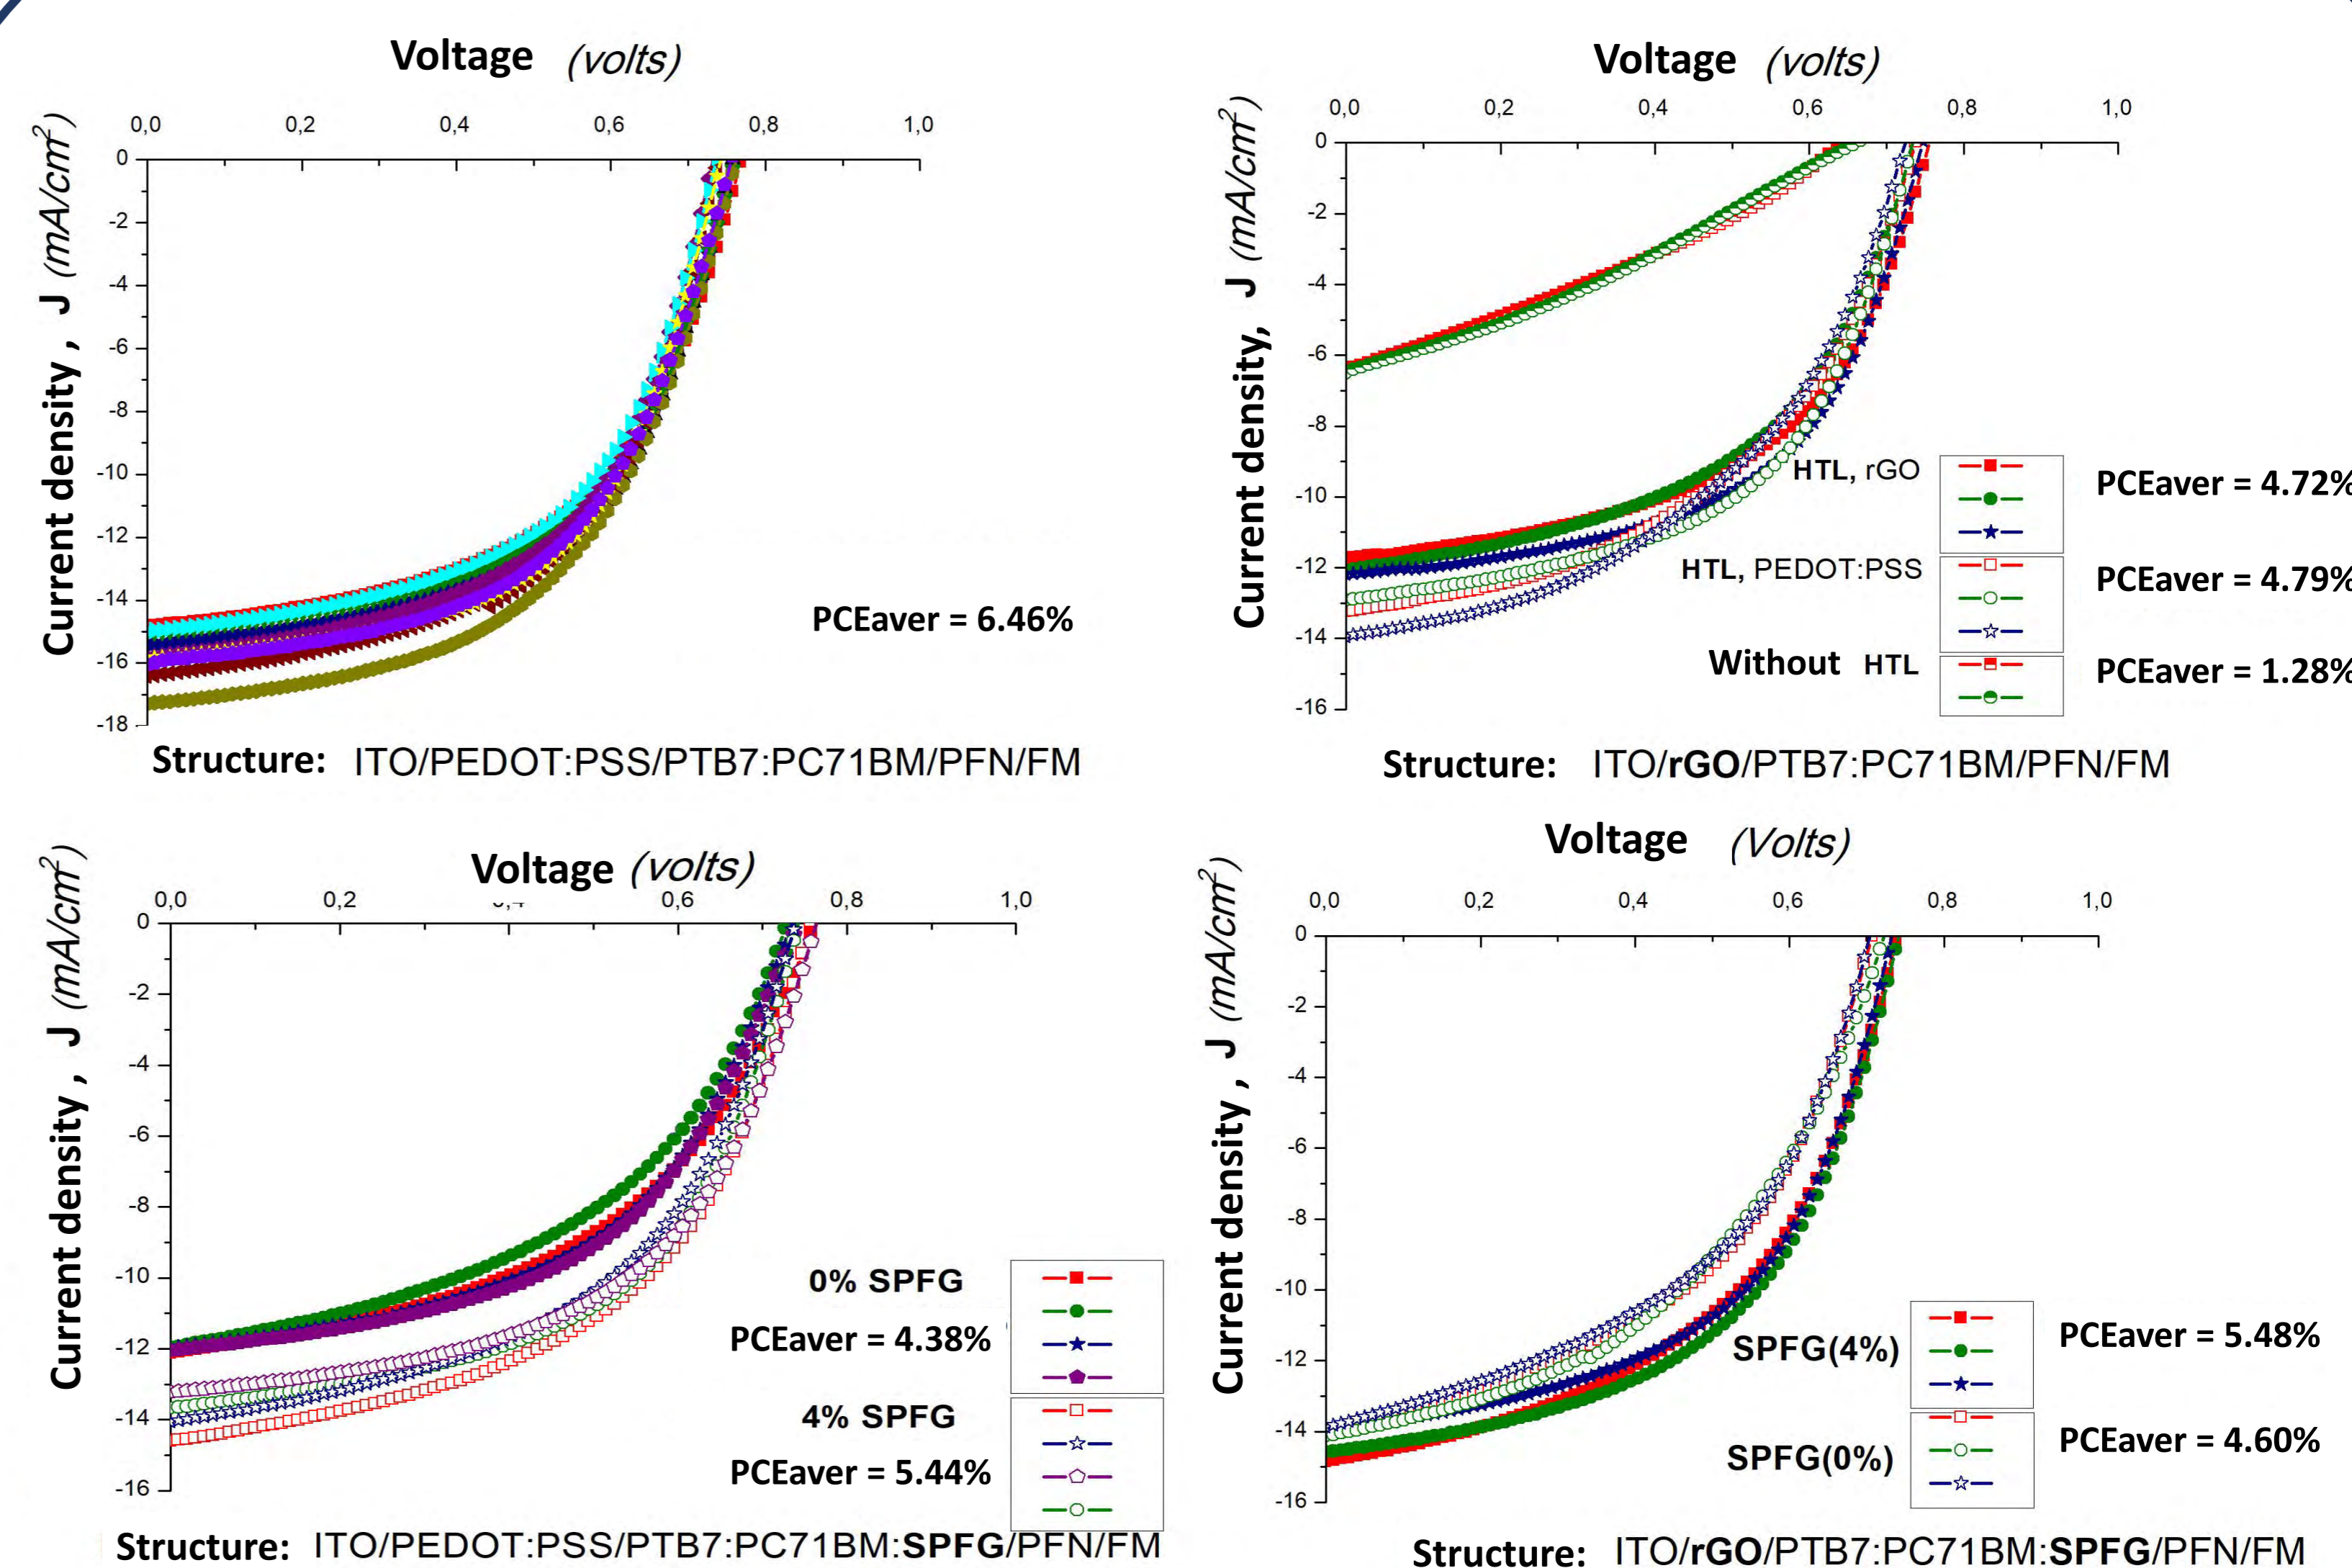 Voltage (volts)
0,0 0,2 0,4 0,6 0,8 1,0
Current density , J (mA/cm²)
0
-2
-4
-6
-8
-10
-12
-14
-16
-18
PCEaver = 6.46%
Structure: ITO/PEDOT:PSS/PTB7:PC71BM/PFN/FM
Voltage (volts)
0,0 0,2 0,4 0,6 0,8 1,0
Current density, J (mA/cm²)
0
-2
-4
-6
-8
-10
-12
-14
-16
HTL, rGO
PCEaver = 4.72%
HTL, PEDOT:PSS
PCEaver = 4.79%
Without HTL
PCEaver = 1.28%
Structure: ITO/rGO/PTB7:PC71BM/PFN/FM
Voltage (volts)
0,0 0,2 0,4 0,6 0,8 1,0
Current density , J (mA/cm²)
0
-2
-4
-6
-8
-10
-12
-14
-16
0% SPFG
PCEaver = 4.38%
4% SPFG
PCEaver = 5.44%
Structure: ITO/PEDOT:PSS/PTB7:PC71BM:SPFG/PFN/FM
Voltage (Volts)
0,0 0,2 0,4 0,6 0,8 1,0
Current density , J (mA/cm²)
0
-2
-4
-6
-8
-10
-12
-14
-16
SPFG(4%)
PCEaver = 5.48%
SPFG(0%)
PCEaver = 4.60%
Structure: ITO/rGO/PTB7:PC71BM:SPFG/PFN/FM